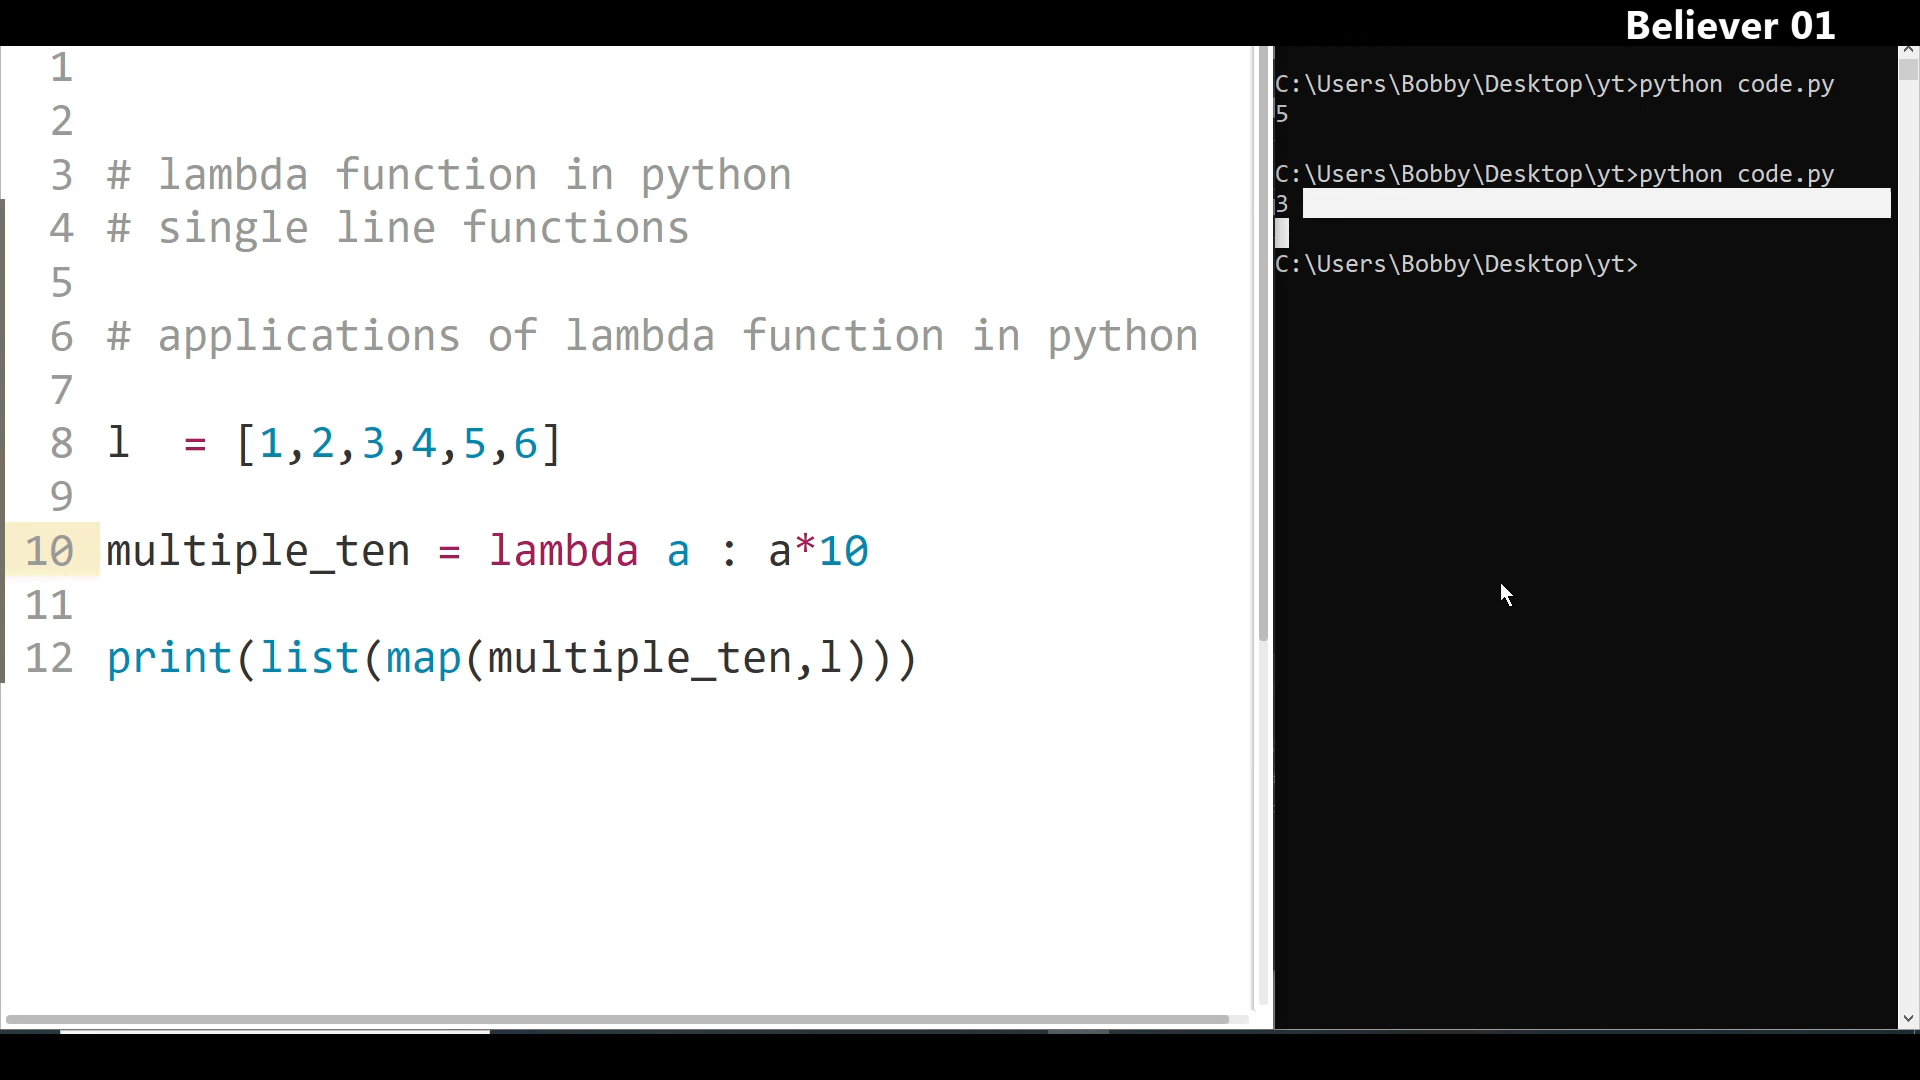 Believer 01
1
2
3 # lambda function in python
4 # single line functions
5
6 # applications of lambda function in python
7
8 l  = [1,2,3,4,5,6]
9
10 multiple_ten = lambda a : a*10
11
12 print(list(map(multiple_ten,l)))
C:\Users\Bobby\Desktop\yt>python code.py
5
C:\Users\Bobby\Desktop\yt>python code.py
3
C:\Users\Bobby\Desktop\yt>